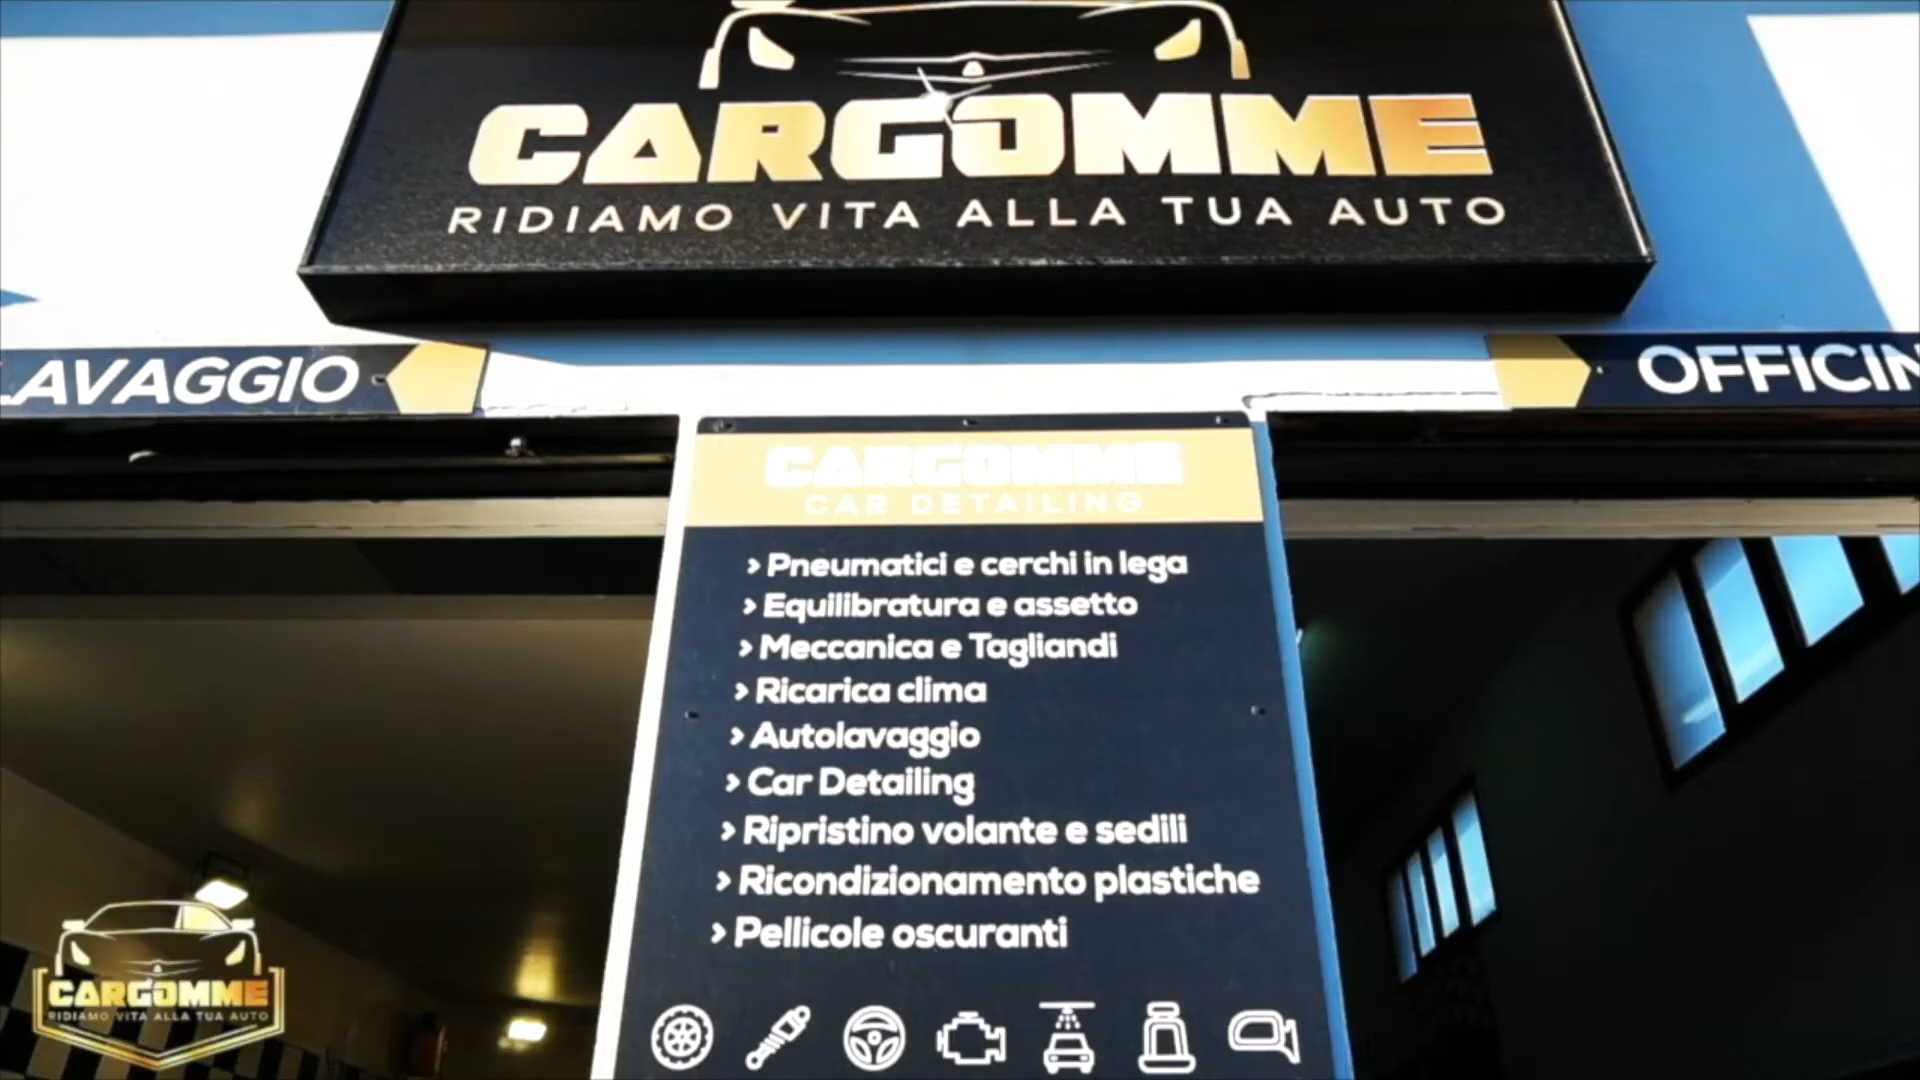 CARGOMME
RIDIAMO VITA ALLA TUA AUTO
LAVAGGIO
OFFICIN
CARGOMME
CAR DETAILING
› Pneumatici e cerchi in lega
› Equilibratura e assetto
› Meccanica e Tagliandi
› Ricarica clima
› Autolavaggio
› Car Detailing
› Ripristino volante e sedili
› Ricondizionamento plastiche
› Pellicole oscuranti
CARGOMME
RIDIAMO VITA ALLA TUA AUTO